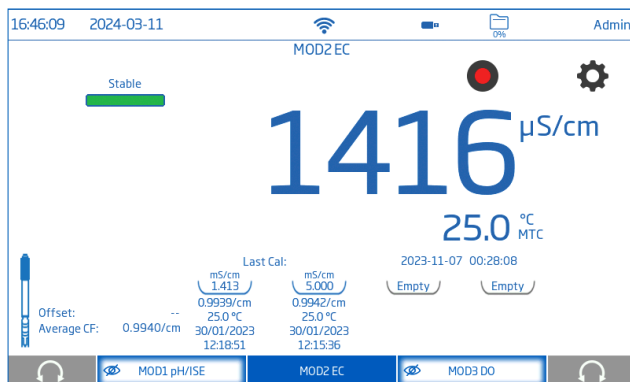 16:46:09 2024-03-11 0% Admin
MOD2 EC
Stable
1416 µS/cm
25.0 °C
MTC
Last Cal: 2023-11-07 00:28:08
mS/cm mS/cm
1.413 5.000 Empty Empty
0.9939/cm 0.9942/cm
Offset: -- 25.0 °C 25.0 °C
Average CF: 0.9940/cm 30/01/2023 30/01/2023
12:18:51 12:15:36
MOD1 pH/ISE MOD2 EC MOD3 DO